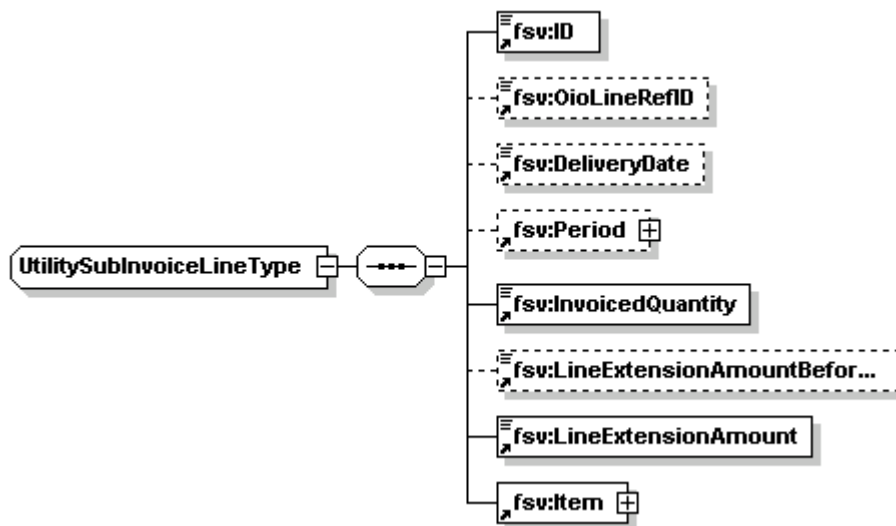 fsv:ID
fsv:OioLineRefID
fsv:DeliveryDate
fsv:Period
UtilitySubInvoiceLineType
fsv:InvoicedQuantity
fsv:LineExtensionAmountBefor...
fsv:LineExtensionAmount
fsv:Item